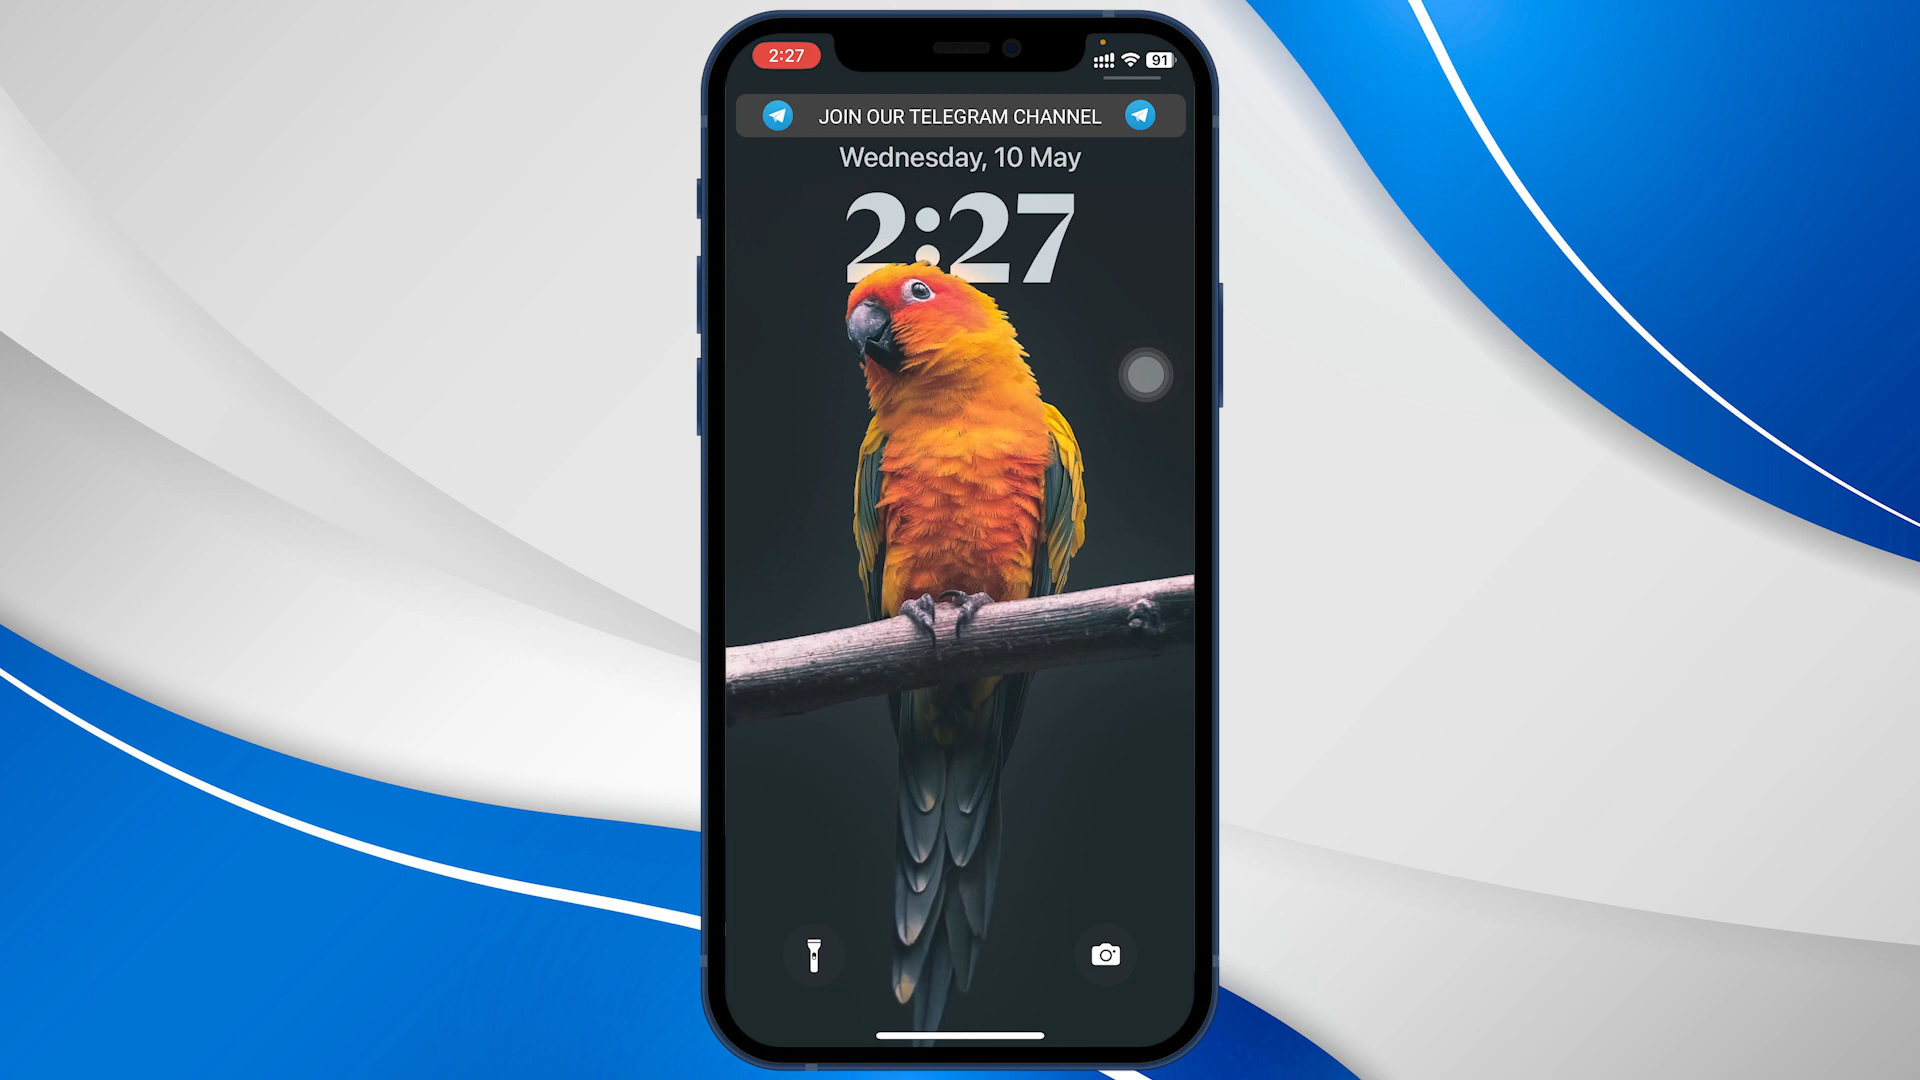 2:27
91
JOIN OUR TELEGRAM CHANNEL
Wednesday, 10 May
2:27